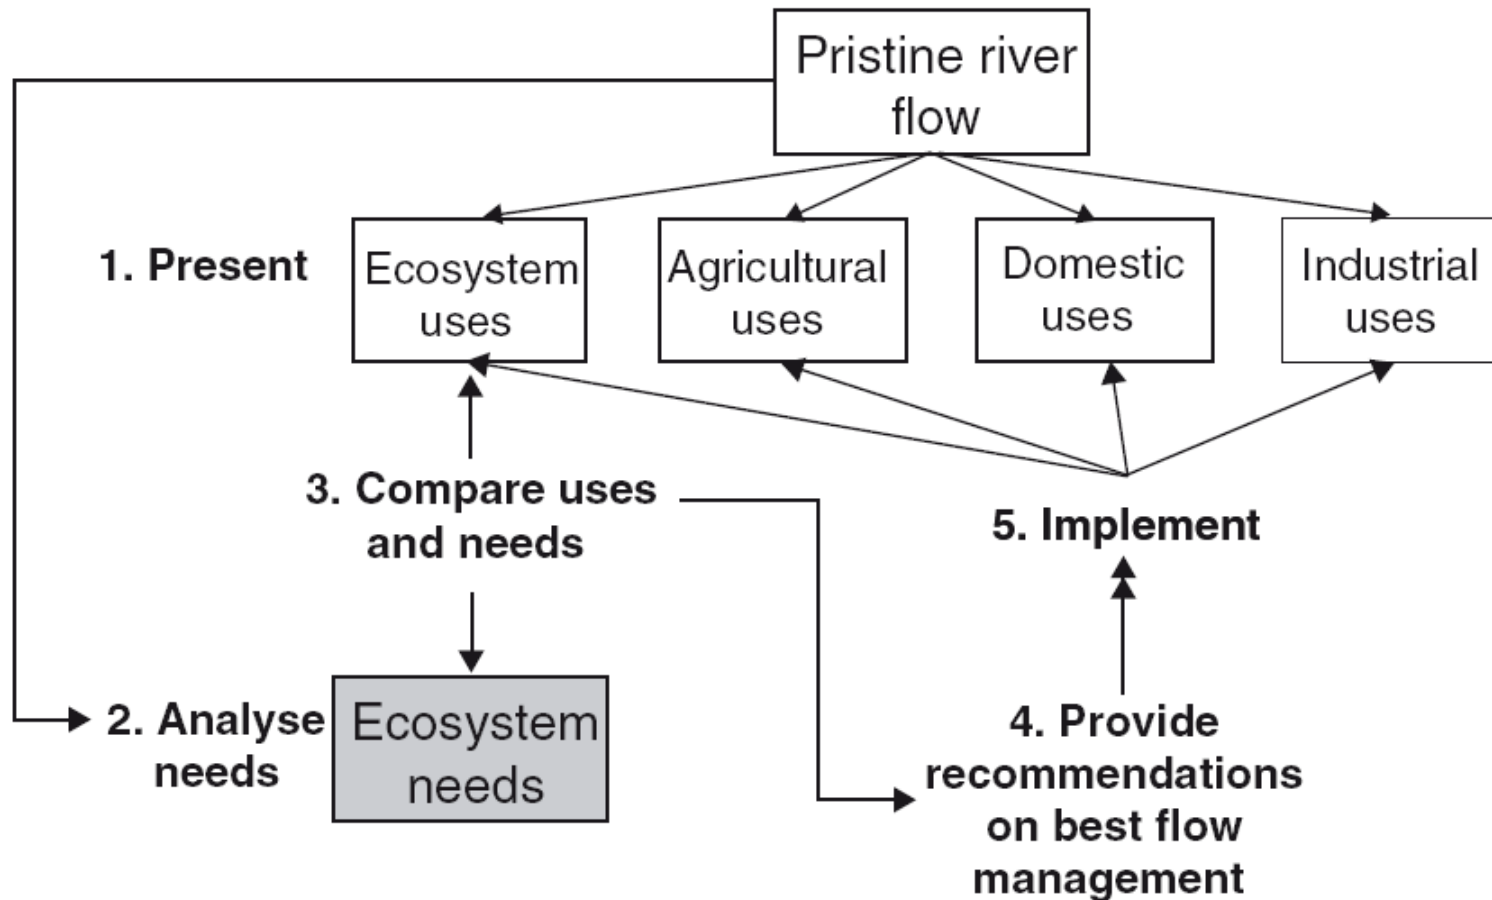 Pristine river
flow
1. Present
Ecosystem
uses
Agricultural
uses
Domestic
uses
Industrial
uses
3. Compare uses
and needs
5. Implement
2. Analyse
needs
Ecosystem
needs
4. Provide
recommendations
on best flow
management